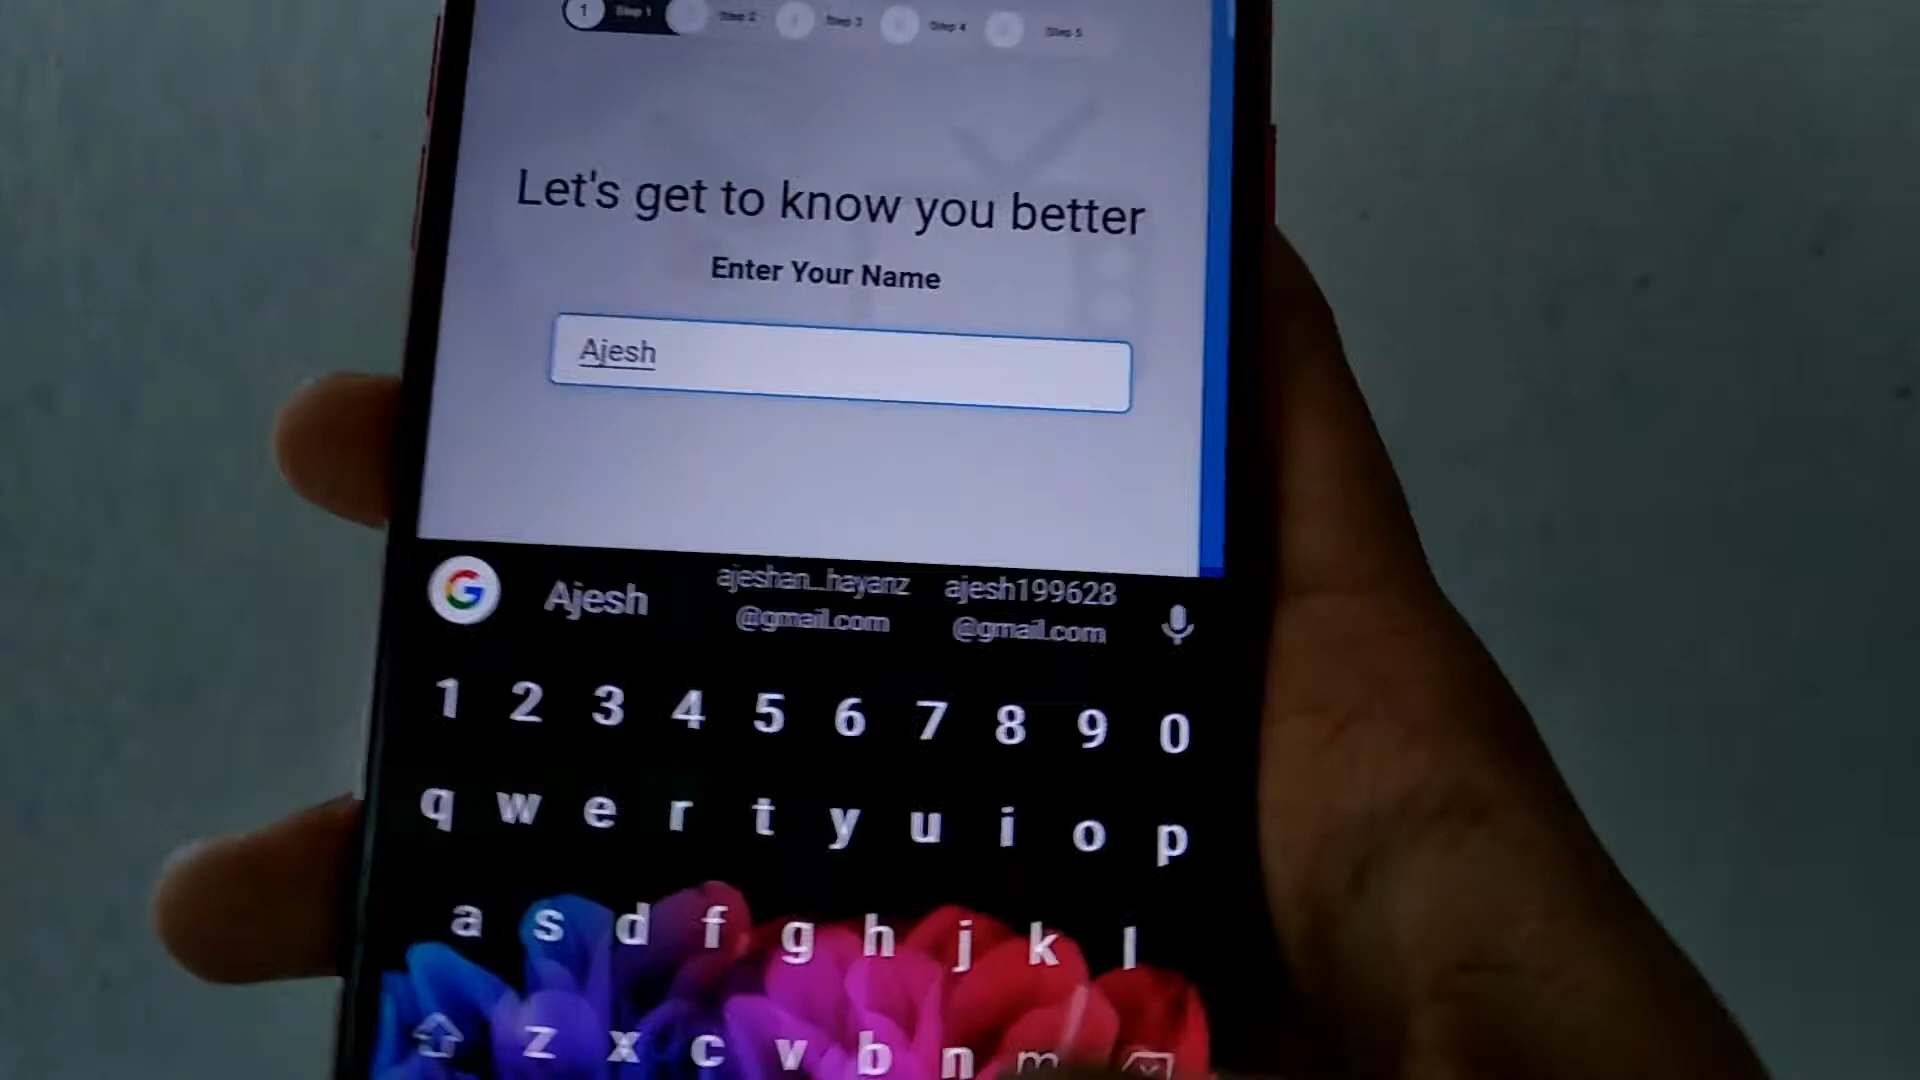 1 Step 1 Step 2 Step 3 Step 4 Step 5
Let's get to know you better
Enter Your Name
Ajesh
G Ajesh ajeshan_hayanz ajesh199628
@gmail.com @gmail.com
1 2 3 4 5 6 7 8 9 0
q w e r t y u i o p
a s d f g h j k l
z x c v b n m